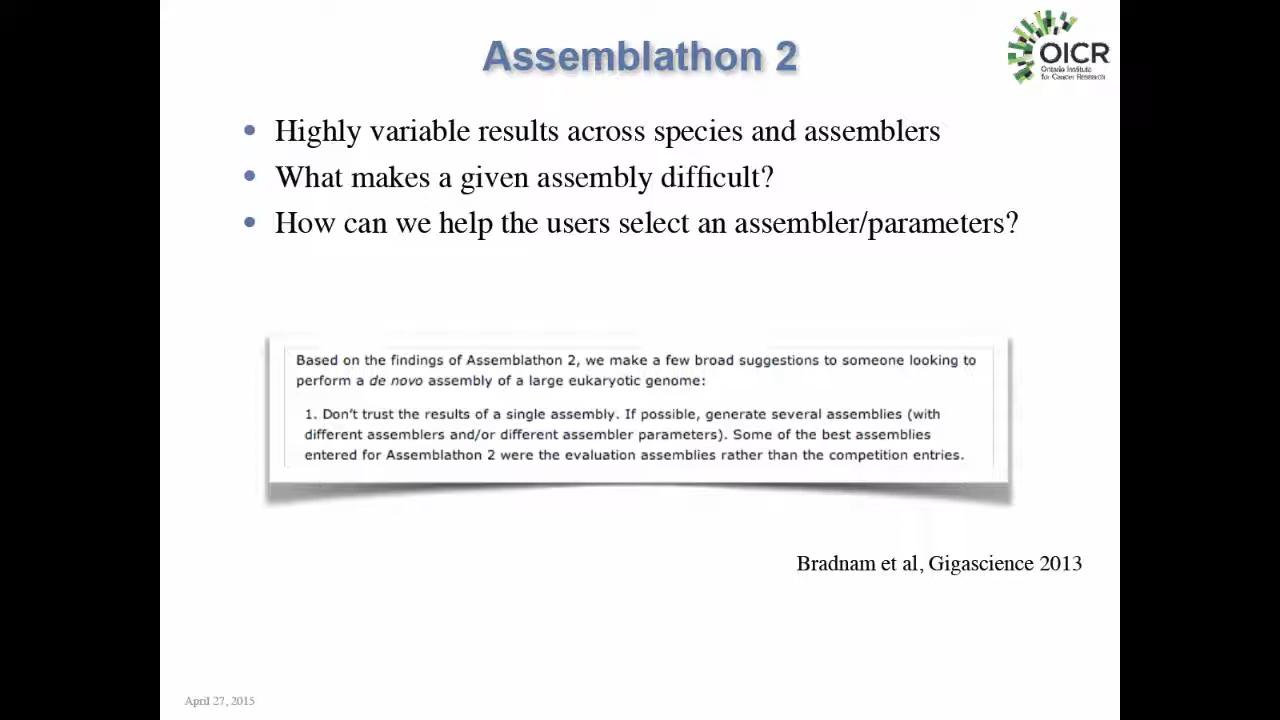 Assemblathon 2
OICR
Ontario Institute
for Cancer Research
• Highly variable results across species and assemblers
• What makes a given assembly difficult?
• How can we help the users select an assembler/parameters?
Based on the findings of Assemblathon 2, we make a few broad suggestions to someone looking to
perform a de novo assembly of a large eukaryotic genome:
1. Don't trust the results of a single assembly. If possible, generate several assemblies (with
different assemblers and/or different assembler parameters). Some of the best assemblies
entered for Assemblathon 2 were the evaluation assemblies rather than the competition entries.
Bradnam et al, Gigascience 2013
April 27, 2015